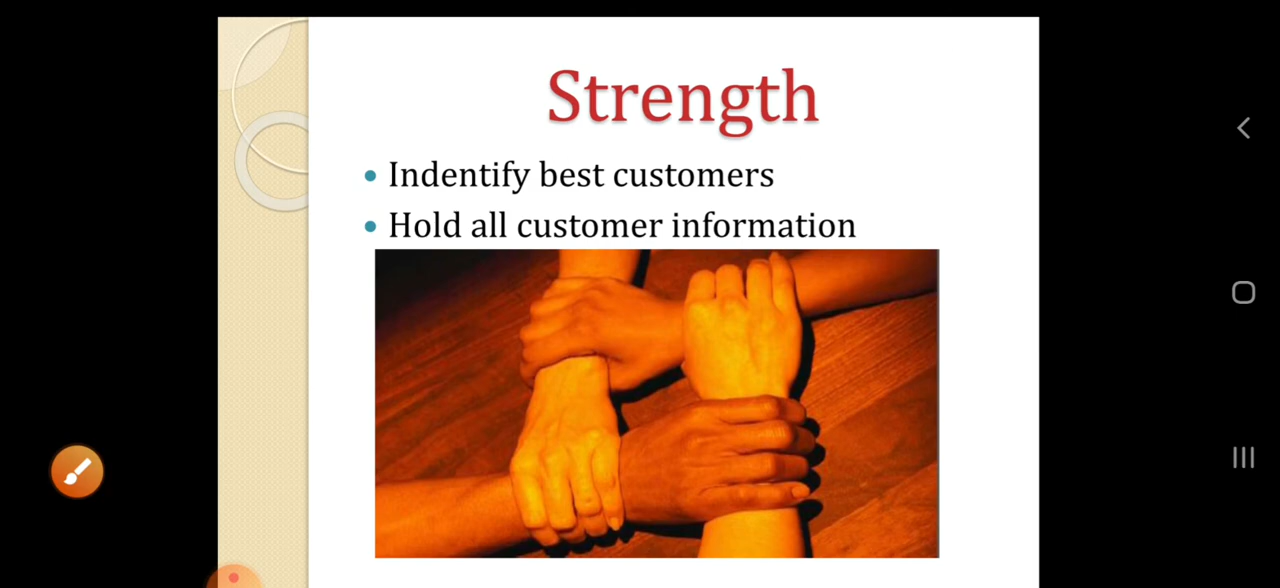 Strength
Indentify best customers
Hold all customer information